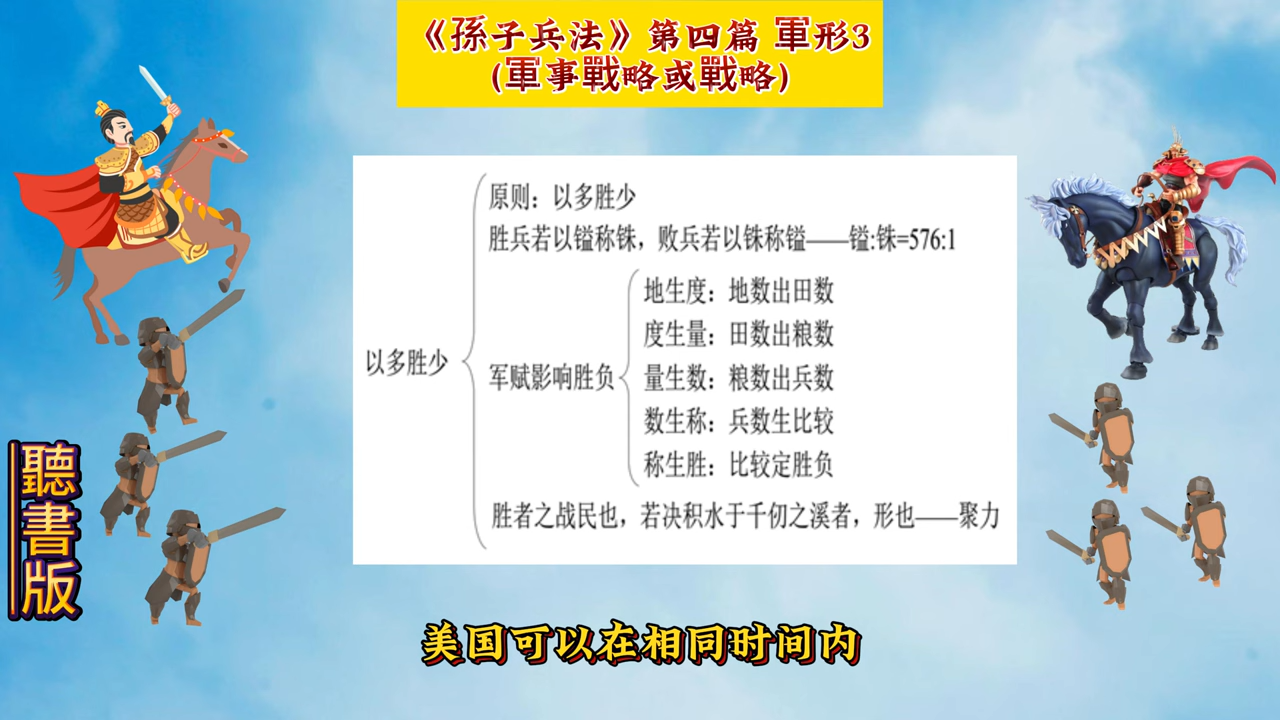 《孫子兵法》第四篇 軍形3
(軍事戰略或戰略)
原则：以多胜少
胜兵若以镒称铢，败兵若以铢称镒——镒:铢=576:1
以多胜少
军赋影响胜负
地生度：地数出田数
度生量：田数出粮数
量生数：粮数出兵数
数生称：兵数生比较
称生胜：比较定胜负
胜者之战民也，若决积水于千仞之溪者，形也——聚力
聽書版
美国可以在相同时间内